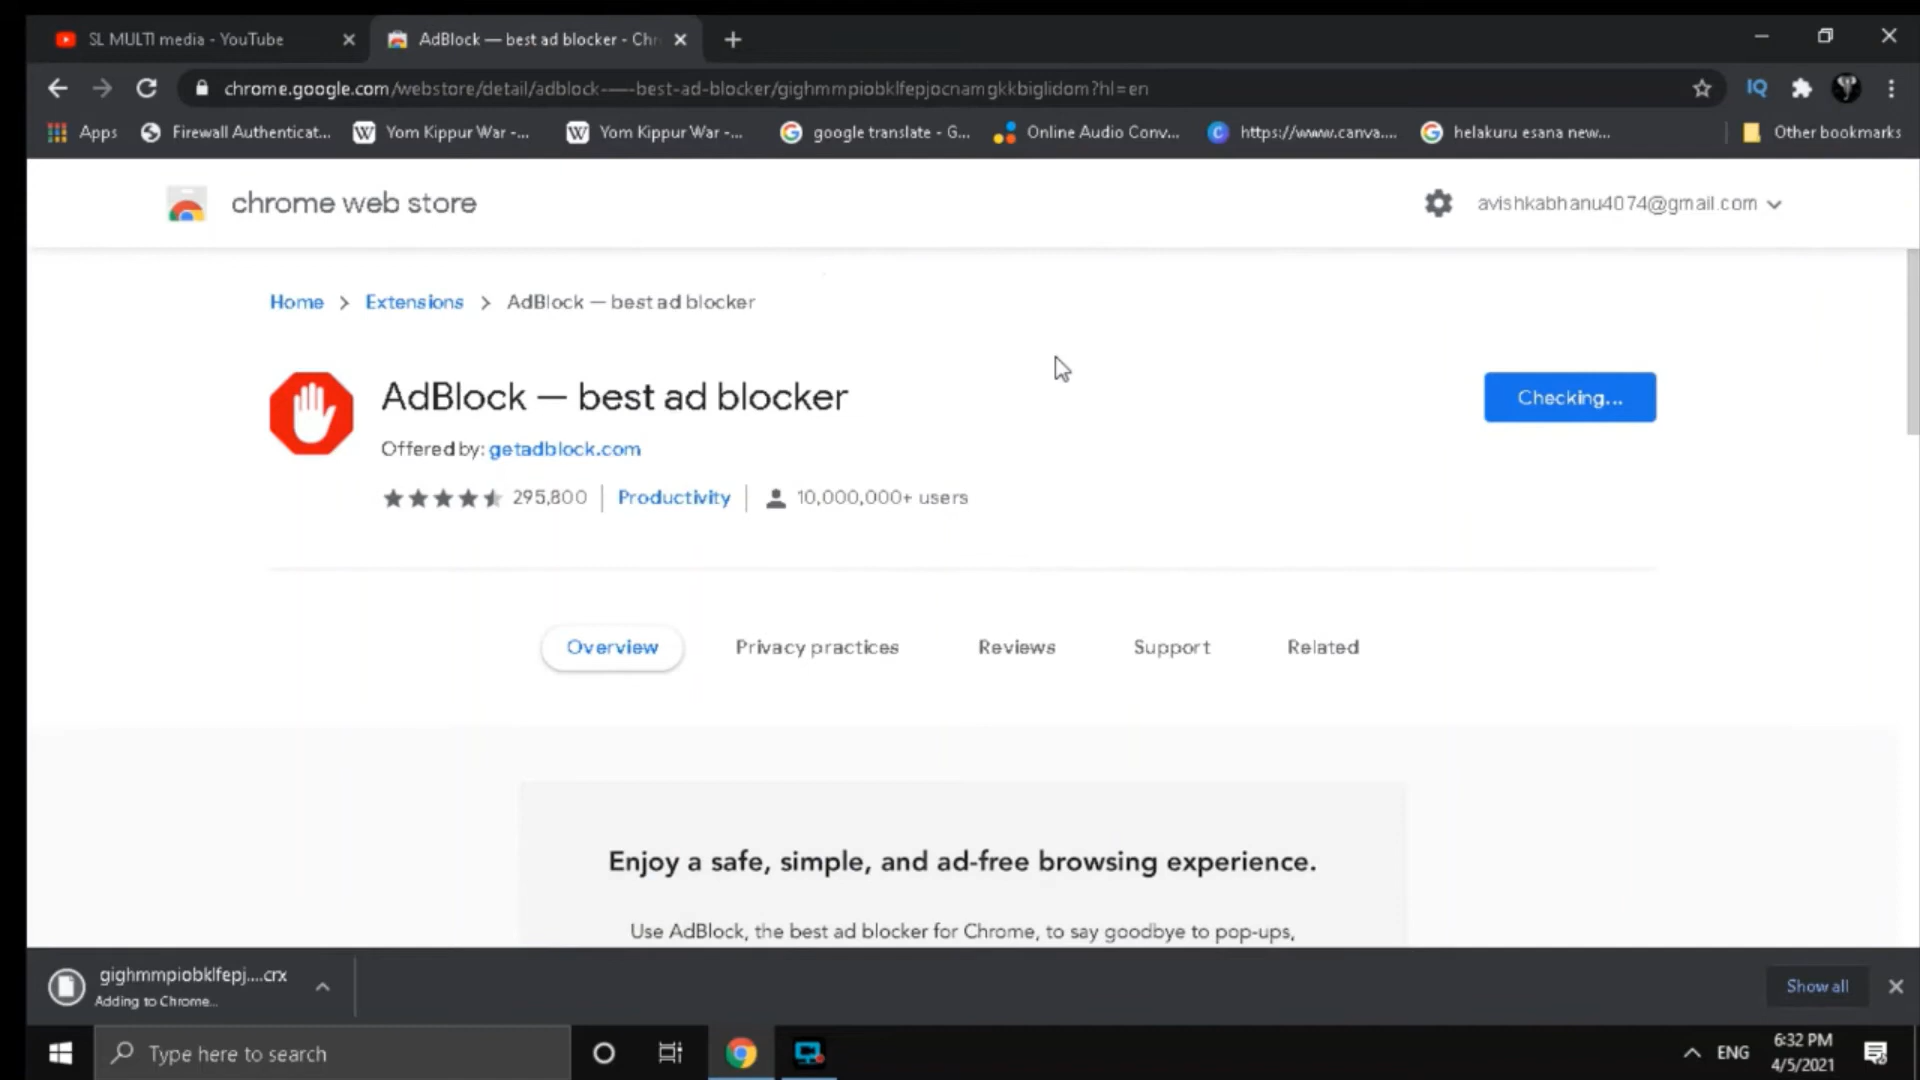 SL MULTI media - YouTube
AdBlock — best ad blocker - Chr
chrome.google.com/webstore/detail/adblock-—-best-ad-blocker/gighmmpiobklfepjocnamgkkbiglidom?hl=en
IQ
Apps
Firewall Authenticat...
Yom Kippur War -...
Yom Kippur War -...
google translate - G...
Online Audio Conv...
https://www.canva....
helakuru esana new...
Other bookmarks
chrome web store
avishkabhanu4074@gmail.com
Home > Extensions > AdBlock — best ad blocker
AdBlock — best ad blocker
Checking...
Offered by: getadblock.com
295,800 | Productivity | 10,000,000+ users
Overview
Privacy practices
Reviews
Support
Related
Enjoy a safe, simple, and ad-free browsing experience.
Use AdBlock, the best ad blocker for Chrome, to say goodbye to pop-ups,
gighmmpiobklfepj....crx
Adding to Chrome...
Show all
Type here to search
ENG
6:32 PM
4/5/2021